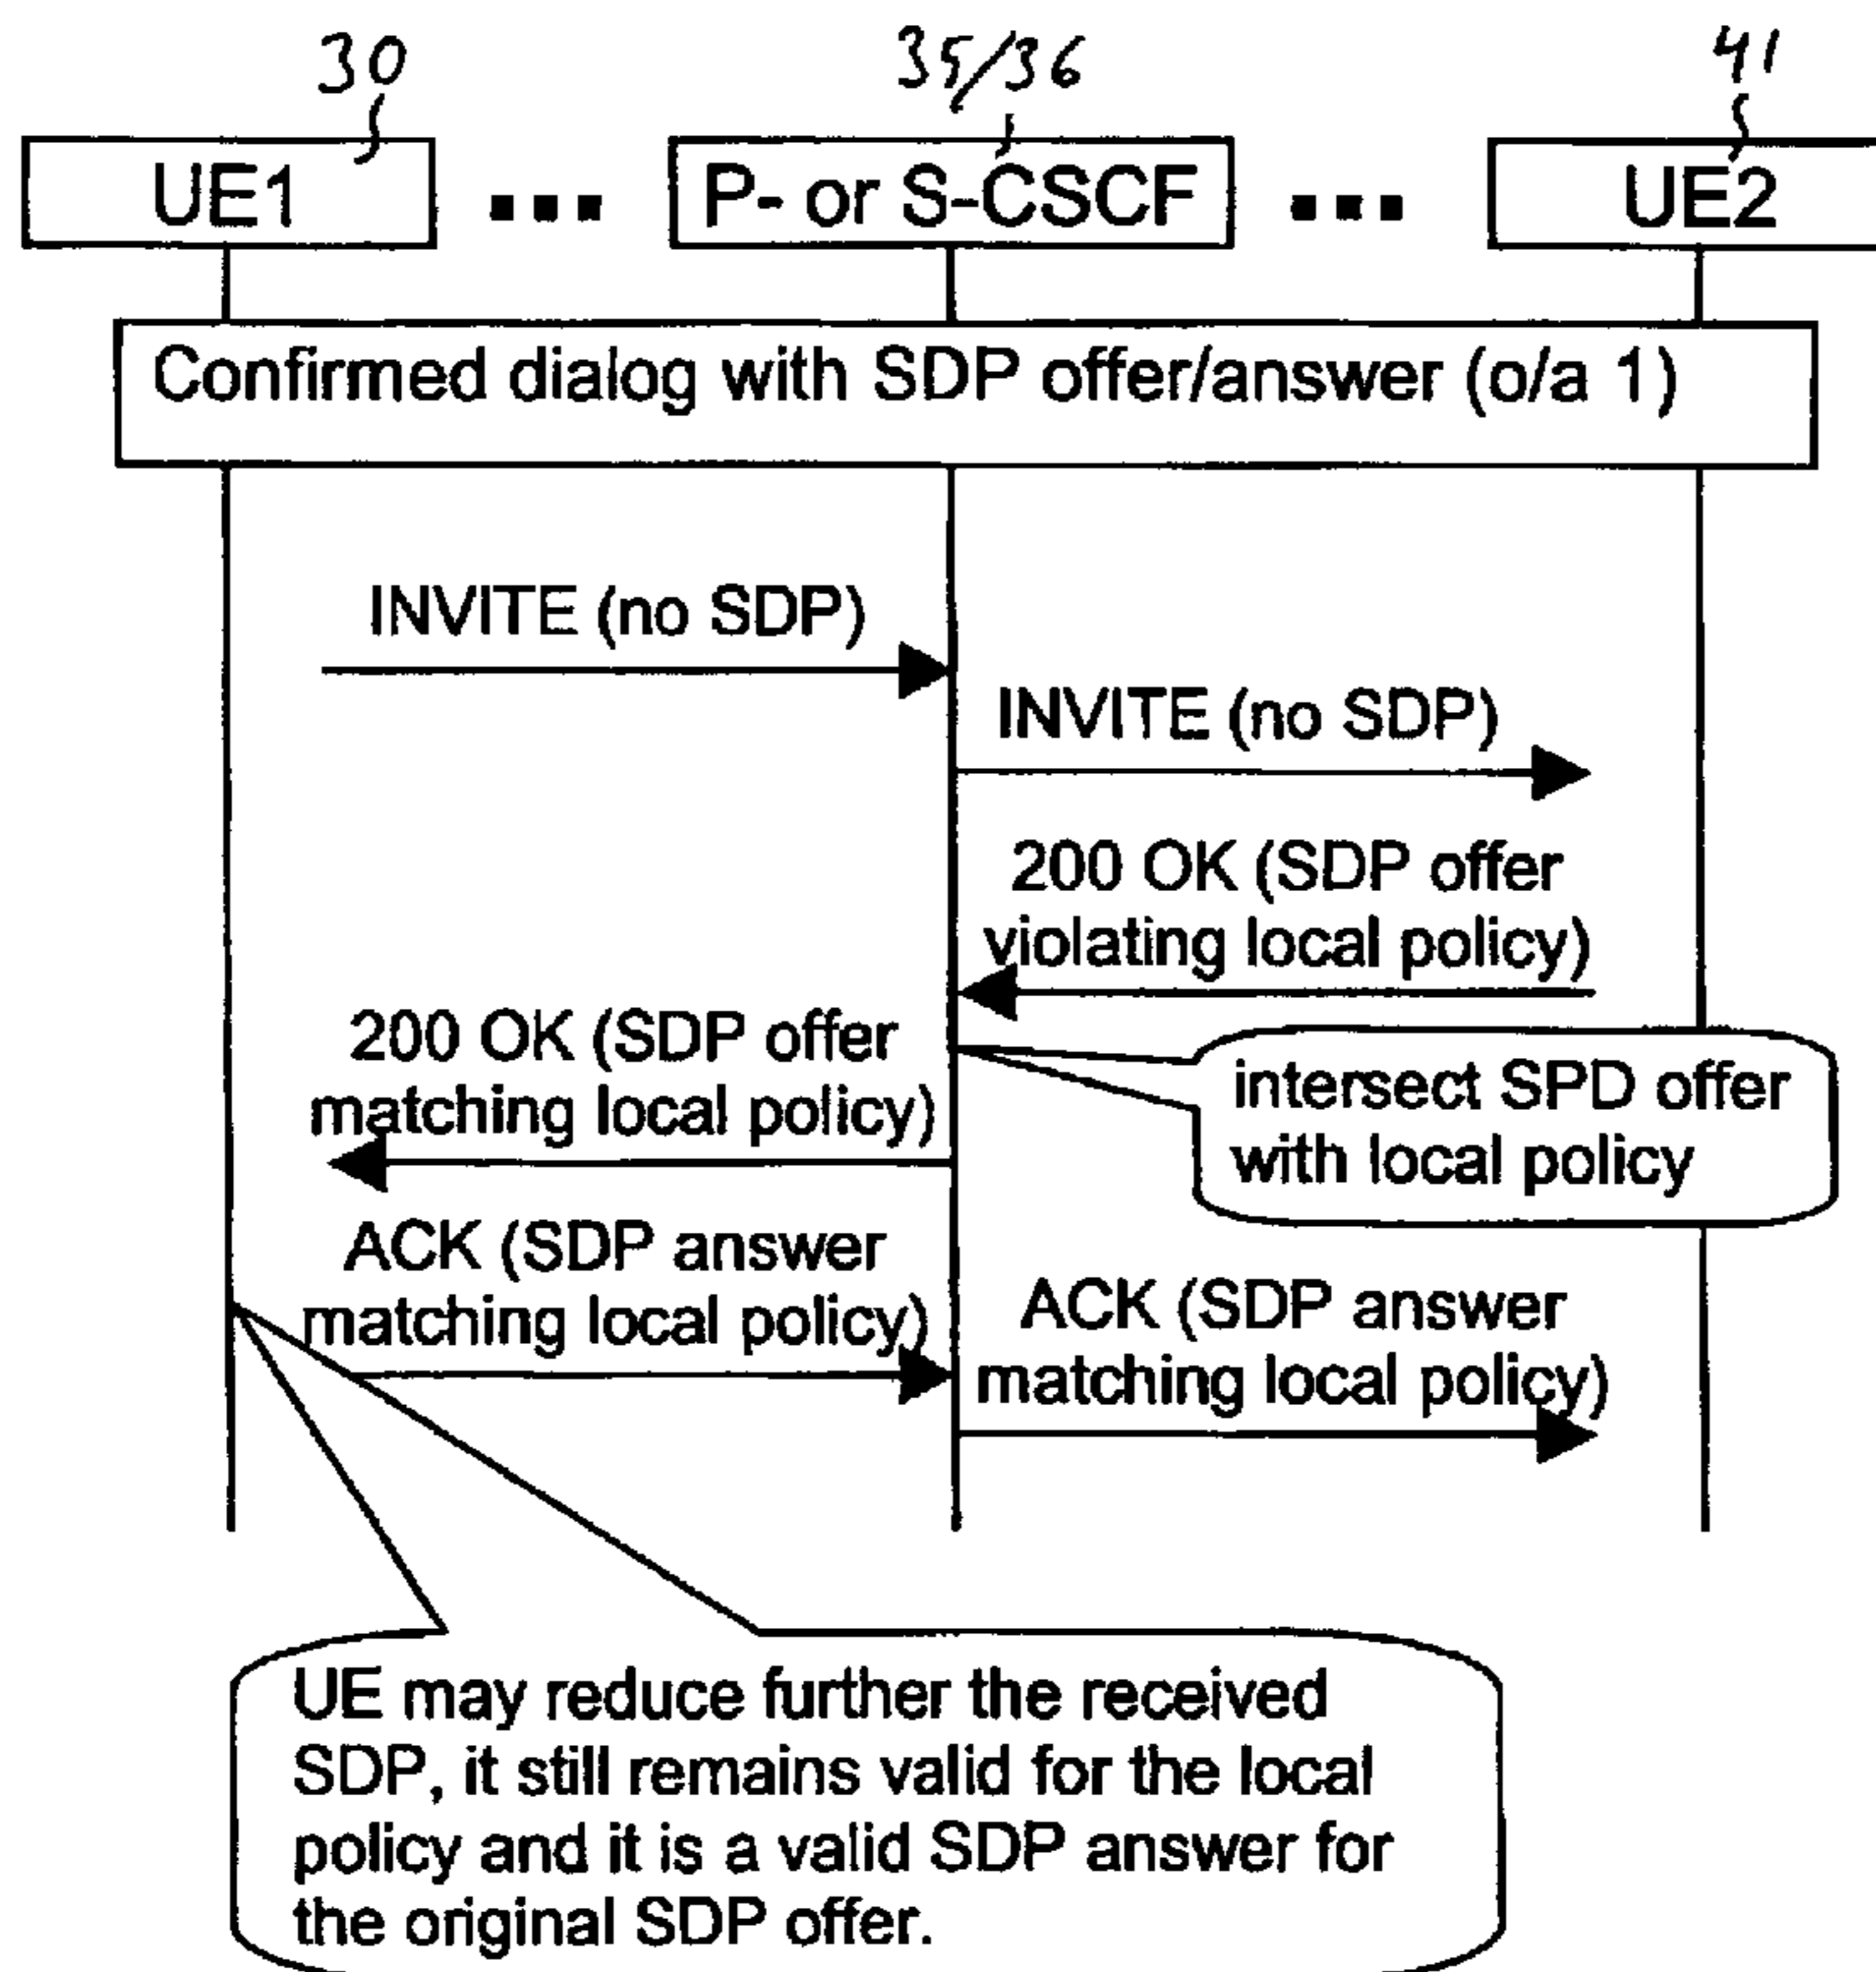 30
35/36
41
UE1
P- or S-CSCF
UE2
Confirmed dialog with SDP offer/answer (o/a 1)
INVITE (no SDP)
INVITE (no SDP)
200 OK (SDP offer
violating local policy)
200 OK (SDP offer
matching local policy)
intersect SPD offer
with local policy
ACK (SDP answer
matching local policy)
ACK (SDP answer
matching local policy)
UE may reduce further the received
SDP, it still remains valid for the local
policy and it is a valid SDP answer for
the original SDP offer.